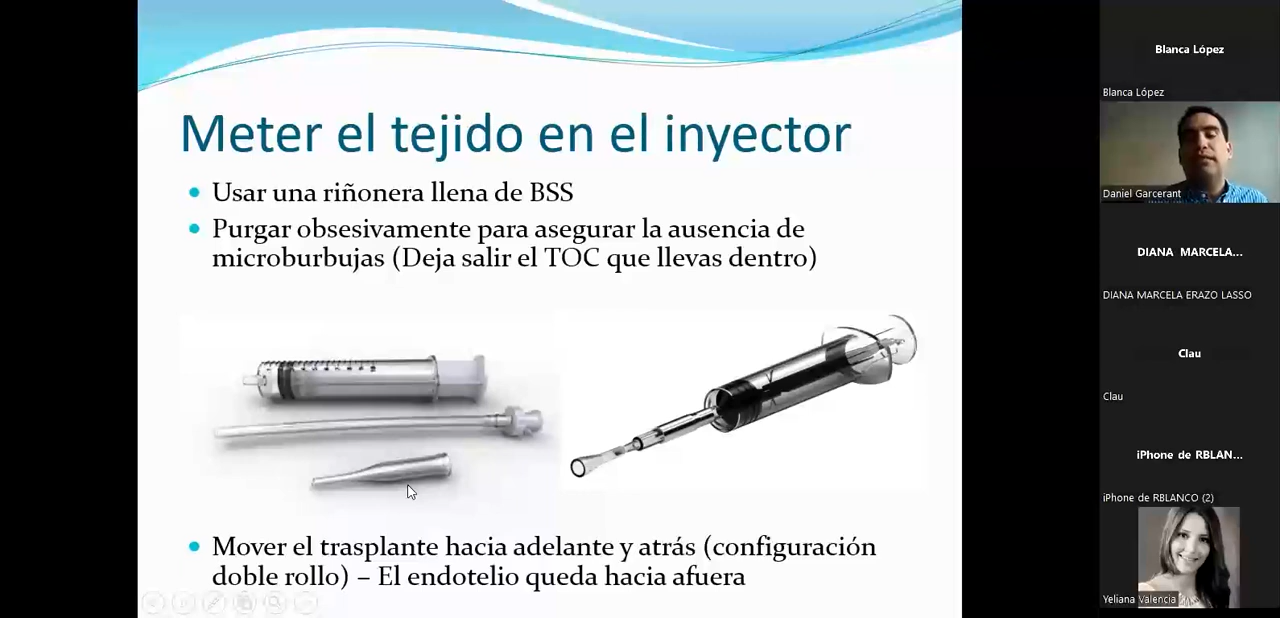 Meter el tejido en el inyector
Usar una riñonera llena de BSS
Purgar obsesivamente para asegurar la ausencia de
microburbujas (Deja salir el TOC que llevas dentro)
Mover el trasplante hacia adelante y atrás (configuración
doble rollo) – El endotelio queda hacia afuera
Blanca López
Blanca López
Daniel Garcerant
DIANA MARCELA...
DIANA MARCELA ERAZO LASSO
Clau
Clau
iPhone de RBLAN...
iPhone de RBLANCO (2)
Yeliana Valencia